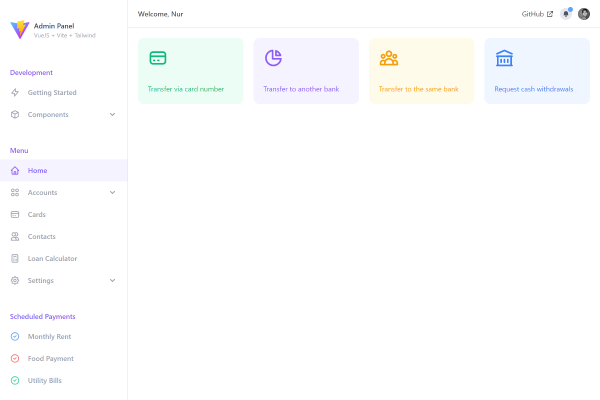 Admin Panel
VueJS + Vite + Tailwind
Development
Getting Started
Components
Menu
Home
Accounts
Cards
Contacts
Loan Calculator
Settings
Scheduled Payments
Monthly Rent
Food Payment
Utility Bills
Welcome, Nur
GitHub
Transfer via card number
Transfer to another bank
Transfer to the same bank
Request cash withdrawals